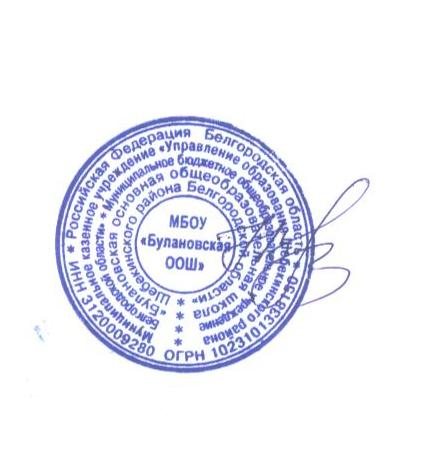 Российская Федерация Белгородская область
ИНН 3120009280 ОГРН
Муниципальное казенное учреждение «Управление образования Шебекинского района
Белгородской области» * Муниципальное бюджетное общеобразовательное учреждение
«Булановская основная общеобразовательная школа
Шебекинского района Белгородской области»
МБОУ
«Булановская
ООШ»